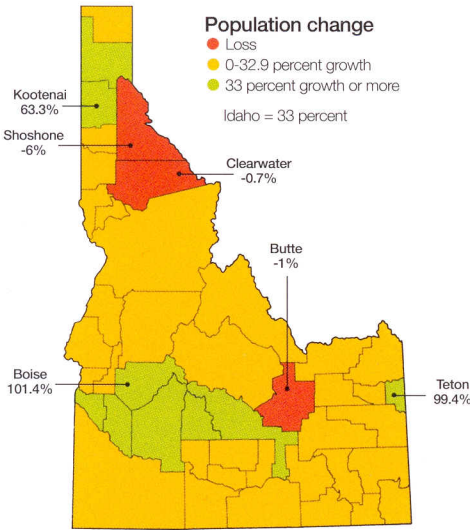 Population change
Loss
0-32.9 percent growth
33 percent growth or more
Idaho = 33 percent
Kootenai
63.3%
Shoshone
-6%
Clearwater
-0.7%
Butte
-1%
Boise
101.4%
Teton
99.4%